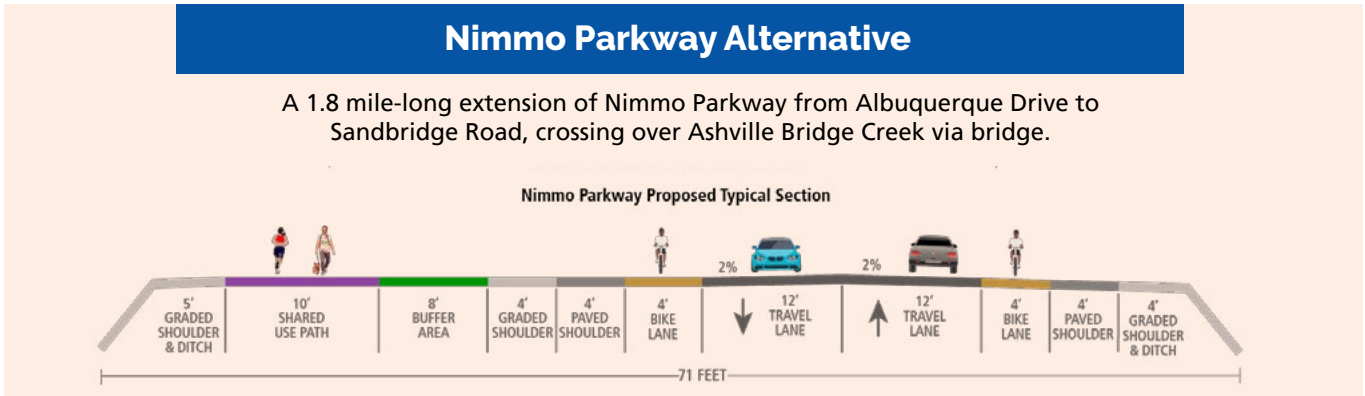 Nimmo Parkway Alternative
A 1.8 mile-long extension of Nimmo Parkway from Albuquerque Drive to
Sandbridge Road, crossing over Ashville Bridge Creek via bridge.
Nimmo Parkway Proposed Typical Section
2%
2%
5’
GRADED
SHOULDER
& DITCH
10’
SHARED
USE PATH
8’
BUFFER
AREA
4’
GRADED
SHOULDER
4’
PAVED
SHOULDER
4’
BIKE
LANE
12’
TRAVEL
LANE
12’
TRAVEL
LANE
4’
BIKE
LANE
4’
PAVED
SHOULDER
4’
GRADED
SHOULDER
& DITCH
71 FEET